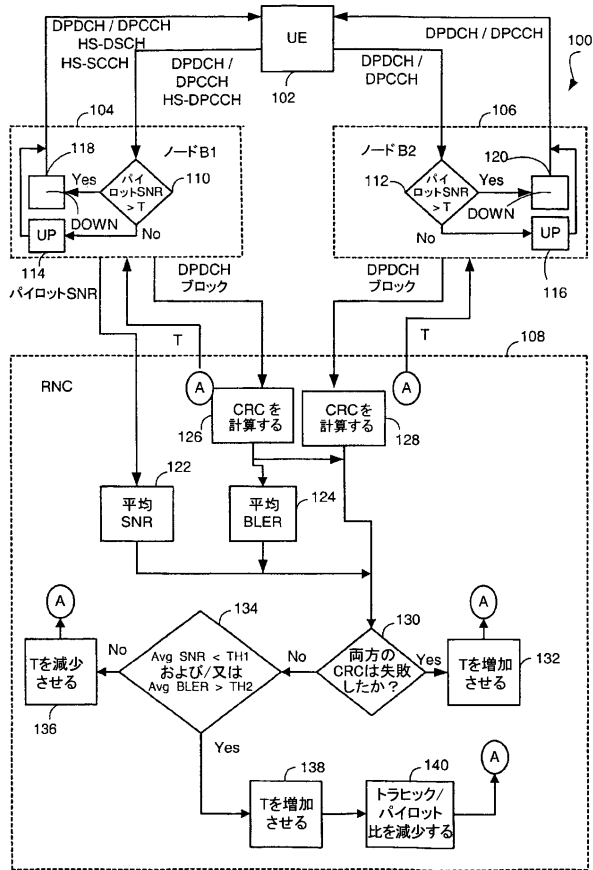 DPDCH / DPCCH
HS-DSCH
HS-SCCH
UE
102
DPDCH /
DPCCH
HS-DPCCH
DPDCH /
DPCCH
DPDCH / DPCCH
100
104
106
118
Yes
パイ
ロットSNR
> T
ノードB1
110
DOWN
No
UP
114
ノードB2
120
112
パイ
ロットSNR
> T
Yes
DOWN
No
UP
116
パイロットSNR
DPDCH
ブロック
DPDCH
ブロック
T
T
108
RNC
A
CRC を
計算する
126
CRCを
計算する
128
A
122
平均
SNR
124
平均
BLER
A
134
130
A
Tを減少
させる
136
No
Avg SNR < TH1
および/又は
Avg BLER > TH2
No
両方の
CRCは失敗
したか？
Yes
Tを増加
させる
132
Yes
138
Tを増加
させる
140
トラヒック/
パイロット
比を減少する
A